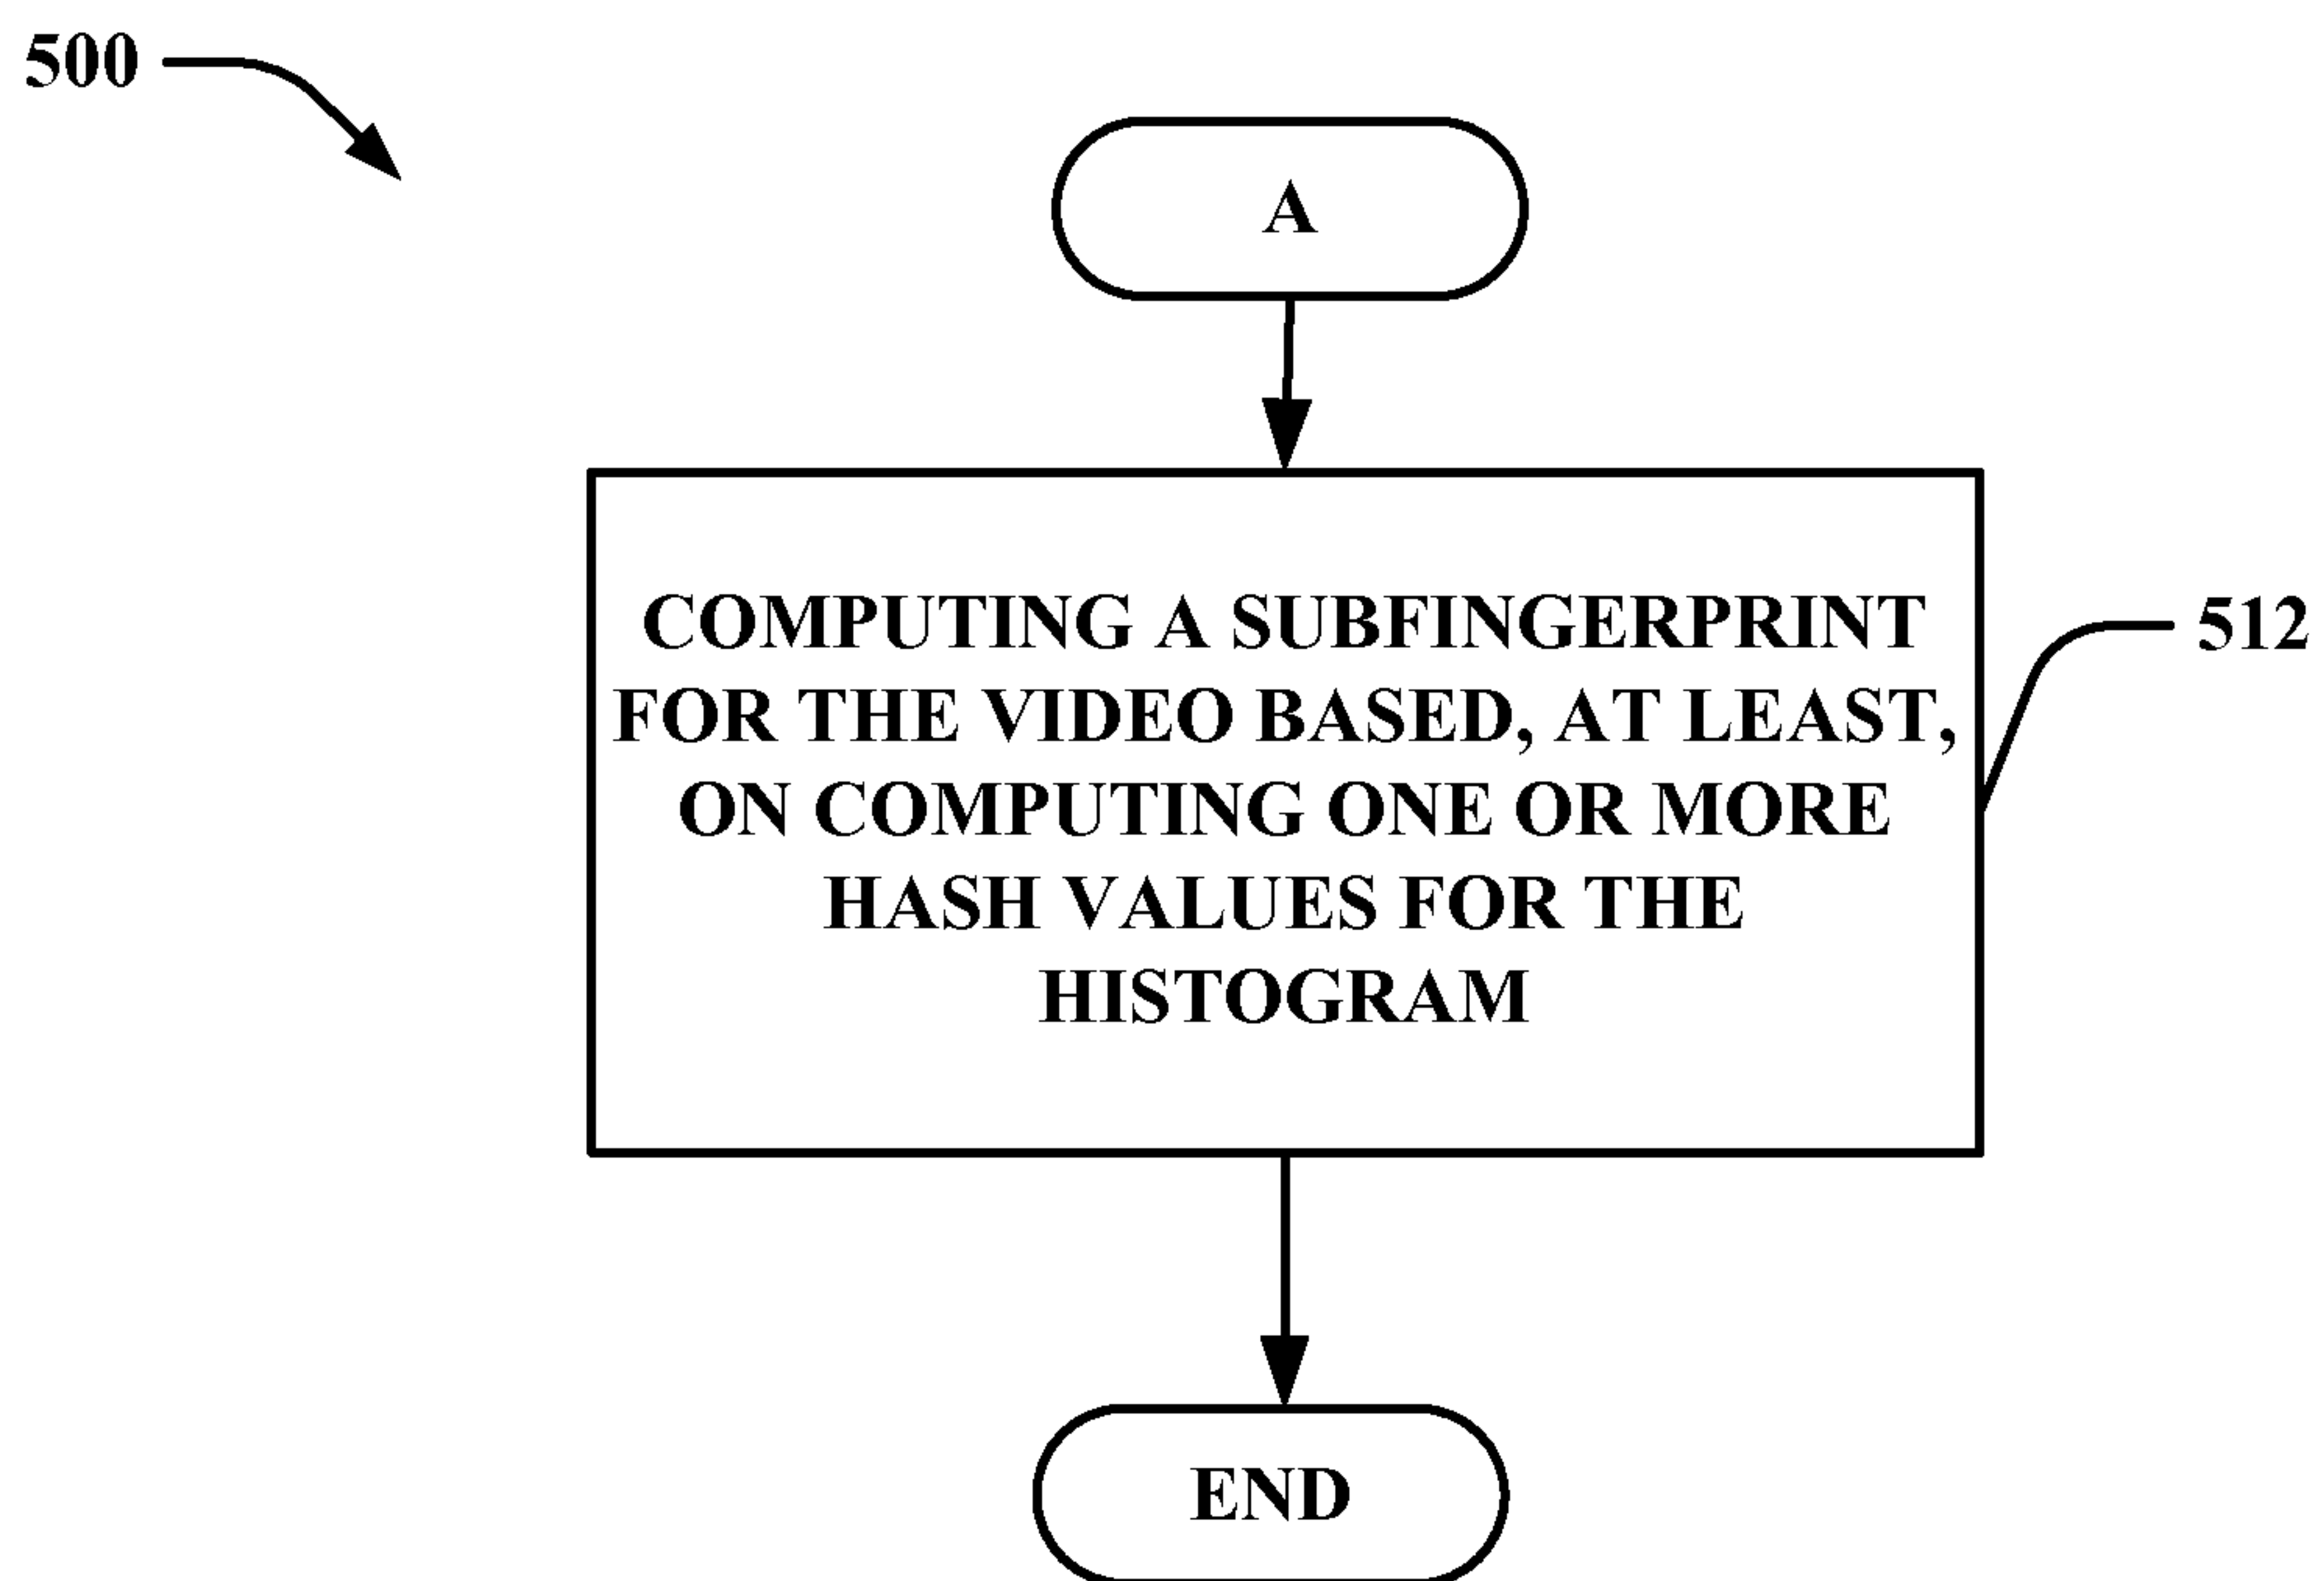 500
A
COMPUTING A SUBFINGERPRINT
FOR THE VIDEO BASED, AT LEAST,
ON COMPUTING ONE OR MORE
HASH VALUES FOR THE
HISTOGRAM
512
END